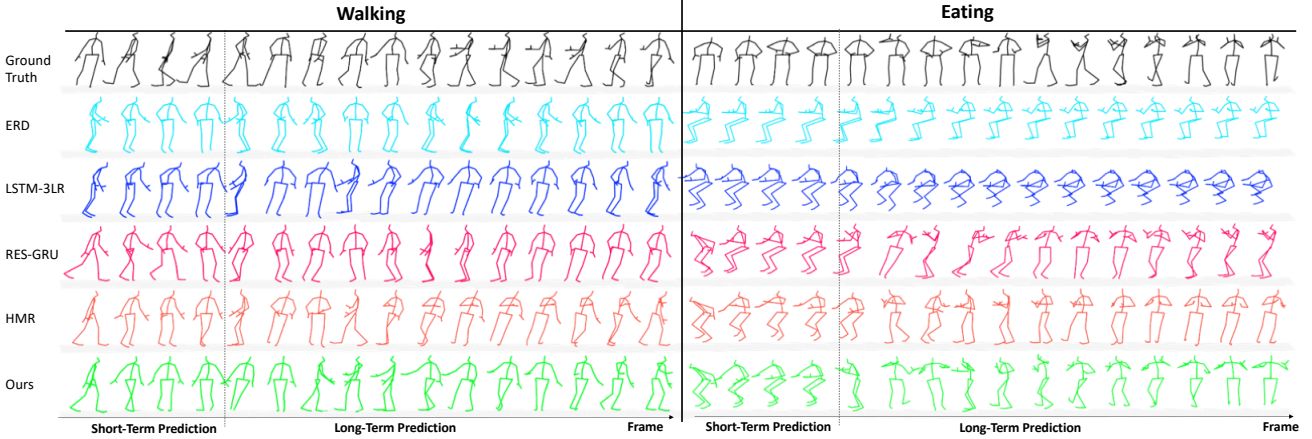 Walking
Eating
Ground
Truth
ERD
LSTM-3LR
RES-GRU
HMR
Ours
Short-Term Prediction
Long-Term Prediction
Frame
Short-Term Prediction
Long-Term Prediction
Frame